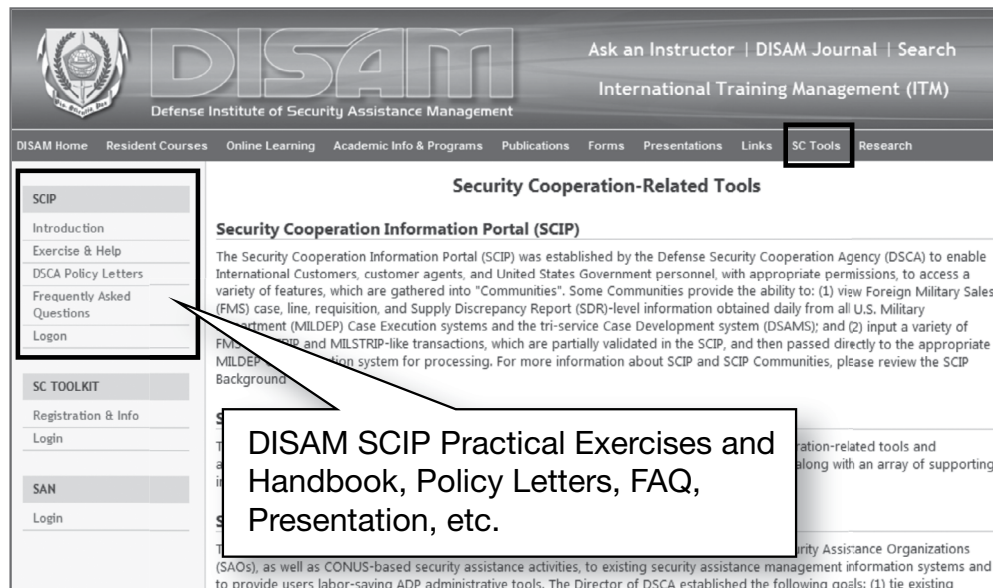 DISAM
Defense Institute of Security Assistance Management
Ask an Instructor | DISAM Journal | Search
International Training Management (ITM)
DISAM Home Resident Courses Online Learning Academic Info & Programs Publications Forms Presentations Links SC Tools Research
SCIP
Introduction
Exercise & Help
DSCA Policy Letters
Frequently Asked
Questions
Logon
SC TOOLKIT
Registration & Info
Login
SAN
Login
Security Cooperation-Related Tools
Security Cooperation Information Portal (SCIP)
The Security Cooperation Information Portal (SCIP) was established by the Defense Security Cooperation Agency (DSCA) to enable
International Customers, customer agents, and United States Government personnel, with appropriate permissions, to access a
variety of features, which are gathered into "Communities". Some Communities provide the ability to: (1) view Foreign Military Sales
(FMS) case, line, requisition, and Supply Discrepancy Report (SDR)-level information obtained daily from all U.S. Military
(MILDEP) Case Execution systems and the tri-service Case Development system (DSAMS); and (2) input a variety of
and MILSTRIP-like transactions, which are partially validated in the SCIP, and then passed directly to the appropriate
MILDEP system for processing. For more information about SCIP and SCIP Communities, please review the SCIP
Background
DISAM SCIP Practical Exercises and
Handbook, Policy Letters, FAQ,
Presentation, etc.
tools and
along with an array of supporting
Assistance Organizations
(SAOs), as well as CONUS-based security assistance activities, to existing security assistance management information systems and
to provide users labor-saving ADP administrative tools. The Director of DSCA established the following goals: (1) tie existing